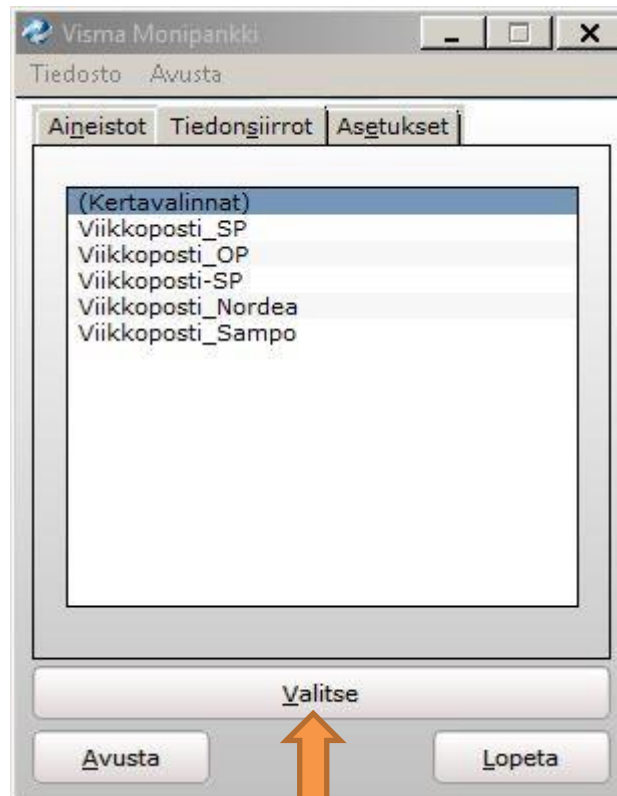 Visma Monipankki
Tiedosto Avusta
Aineistot Tiedonsiirrot Asetukset
(Kertavalinnat)
Viikkoposti_SP
Viikkoposti_OP
Viikkoposti-SP
Viikkoposti_Nordea
Viikkoposti_Sampo
Valitse
Avusta Lopeta